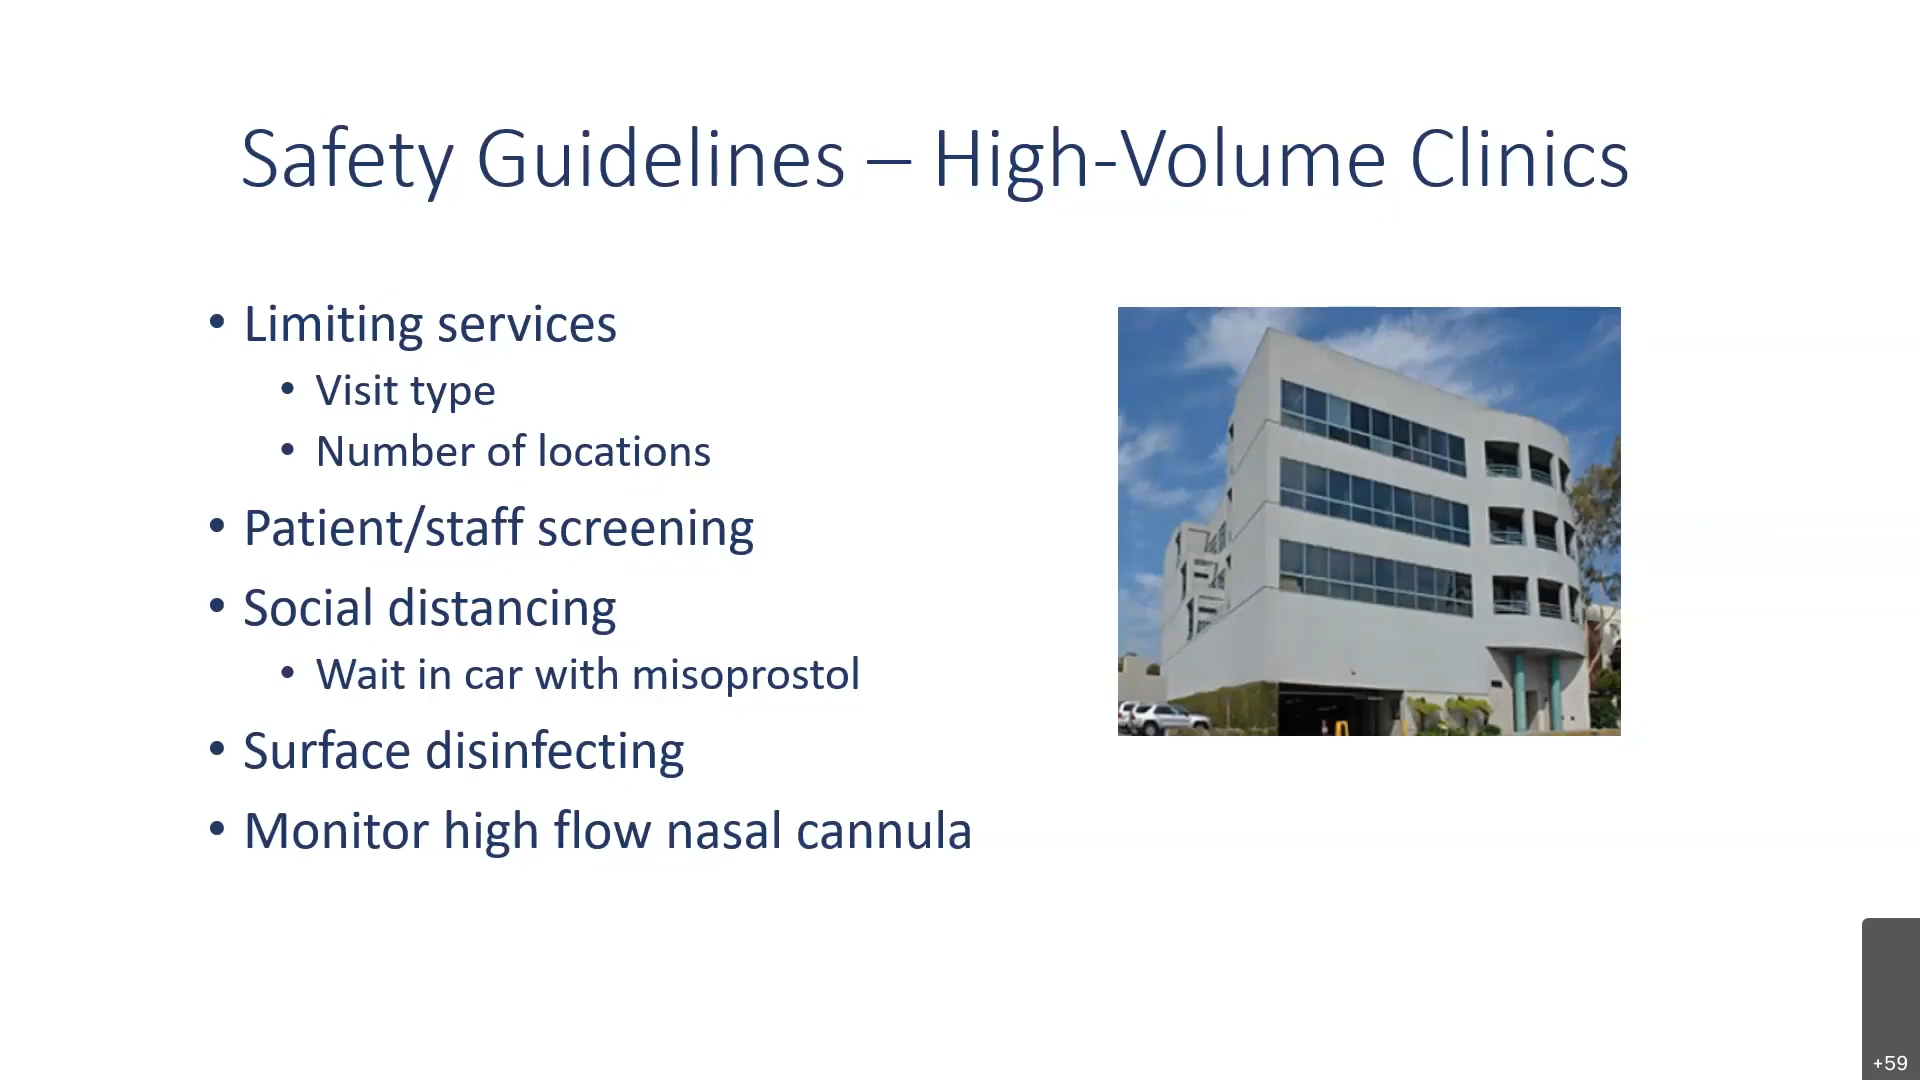 Safety Guidelines – High-Volume Clinics
• Limiting services
• Visit type
• Number of locations
• Patient/staff screening
• Social distancing
• Wait in car with misoprostol
• Surface disinfecting
• Monitor high flow nasal cannula
+59